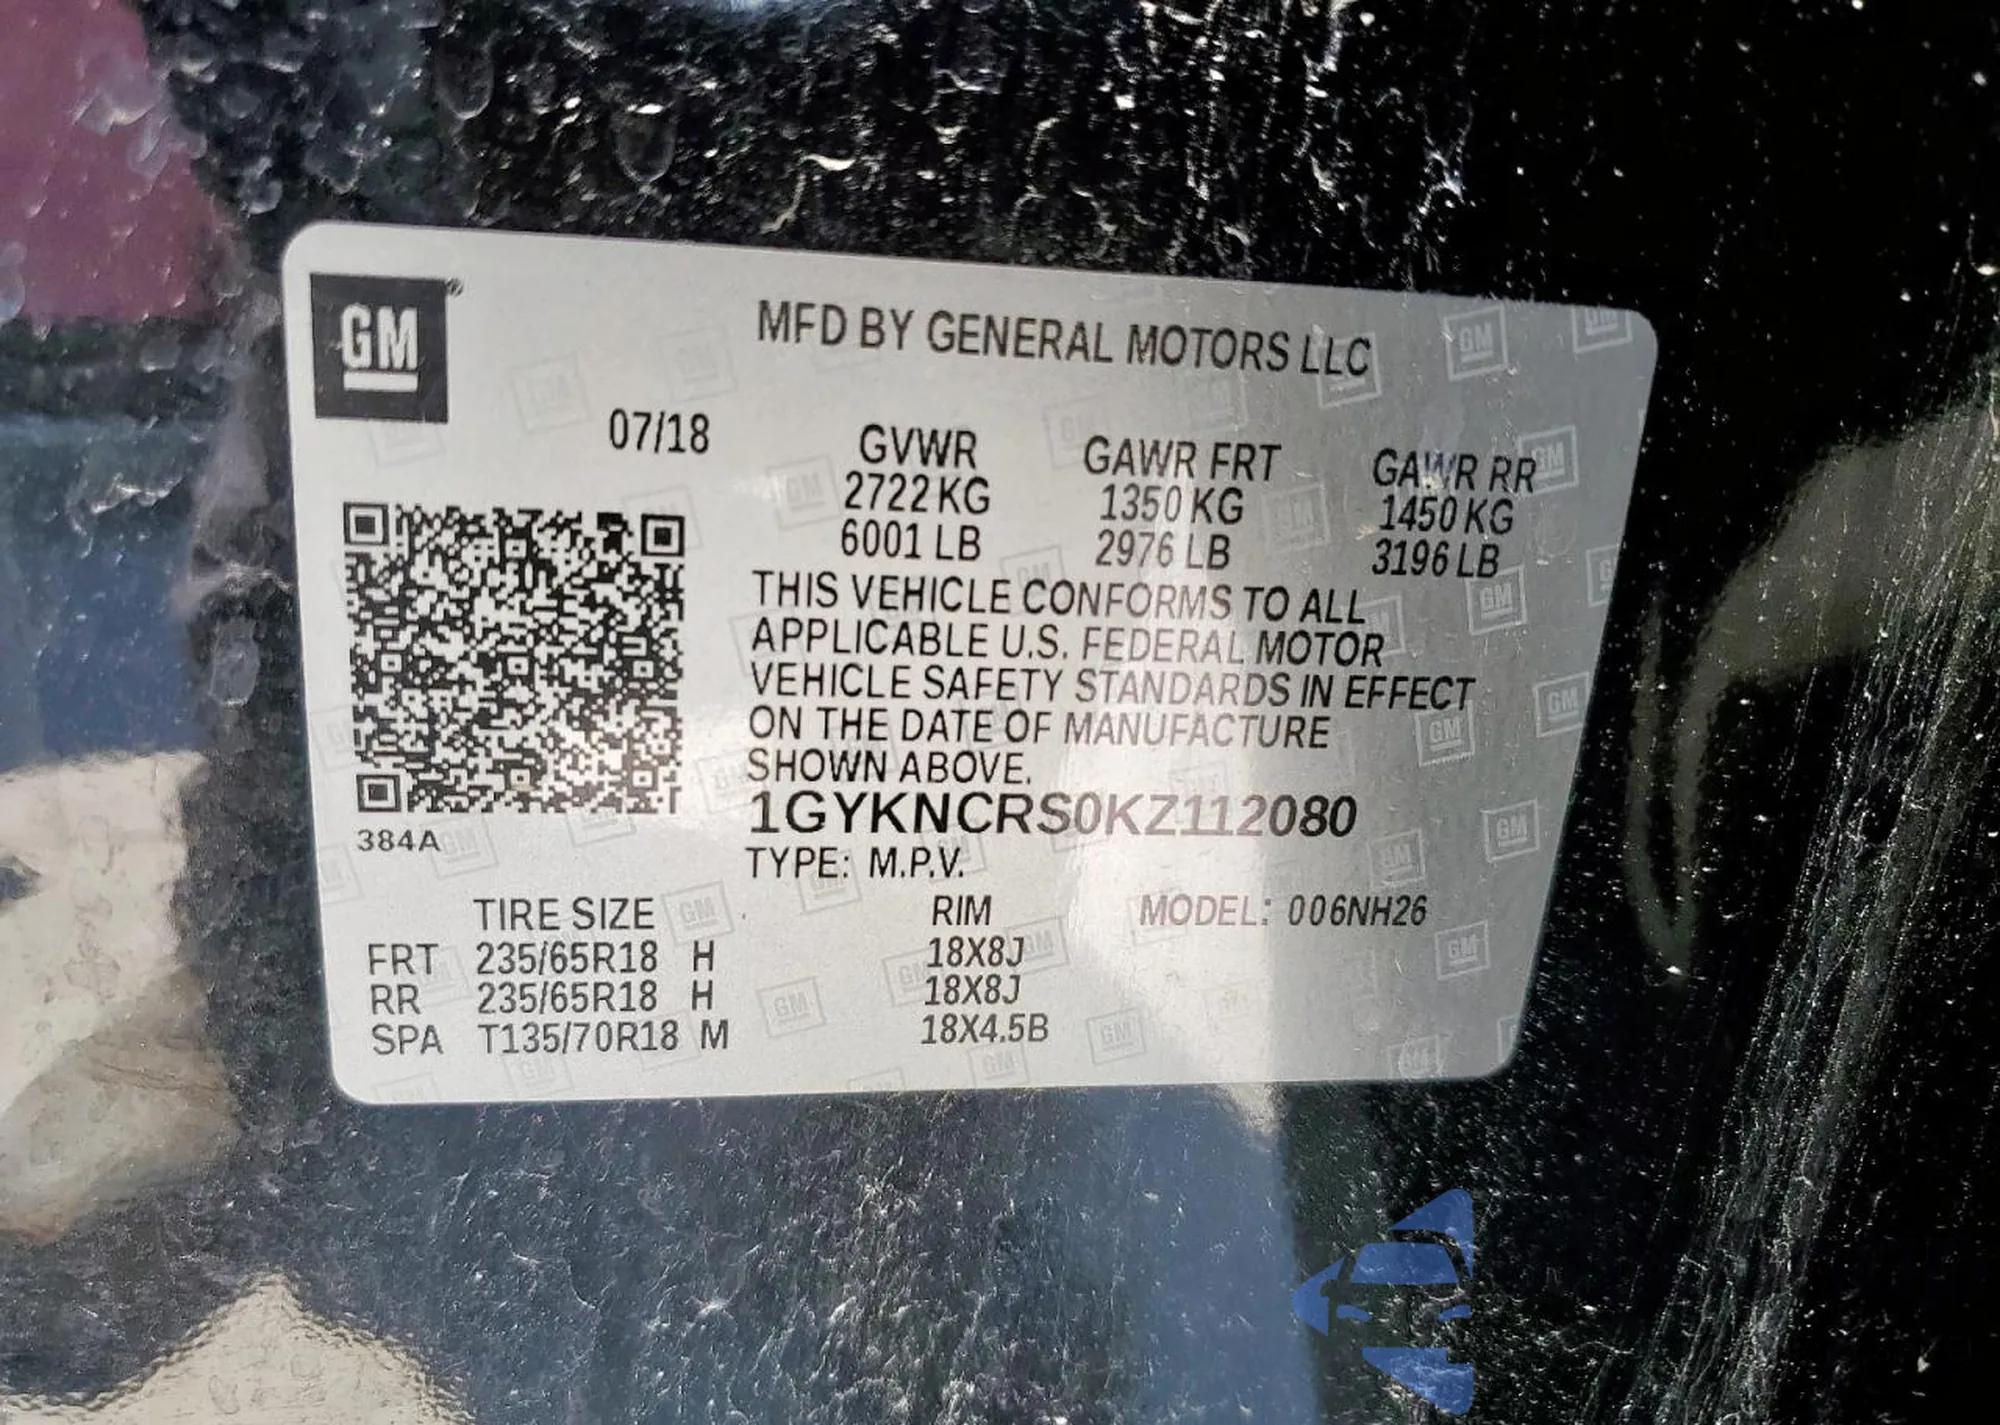 GM®
MFD BY GENERAL MOTORS LLC
07/18
GVWR GAWR FRT GAWR RR
2722 KG 1350 KG 1450 KG
6001 LB 2976 LB 3196 LB
THIS VEHICLE CONFORMS TO ALL
APPLICABLE U.S. FEDERAL MOTOR
VEHICLE SAFETY STANDARDS IN EFFECT
ON THE DATE OF MANUFACTURE
SHOWN ABOVE.
1GYKNCRS0KZ112080
384A
TYPE: M.P.V.
TIRE SIZE RIM MODEL: 006NH26
FRT 235/65R18 H 18X8J
RR 235/65R18 H 18X8J
SPA T135/70R18 M 18X4.5B